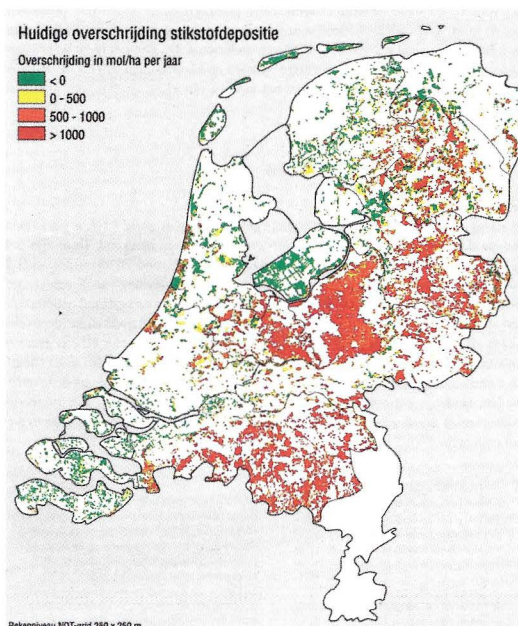 Huidige overschrijding stikstofdepositie
Overschrijding in mol/ha per jaar
< 0
0 - 500
500 - 1000
> 1000
Rekenniveau NDT-grid 250 x 250 m